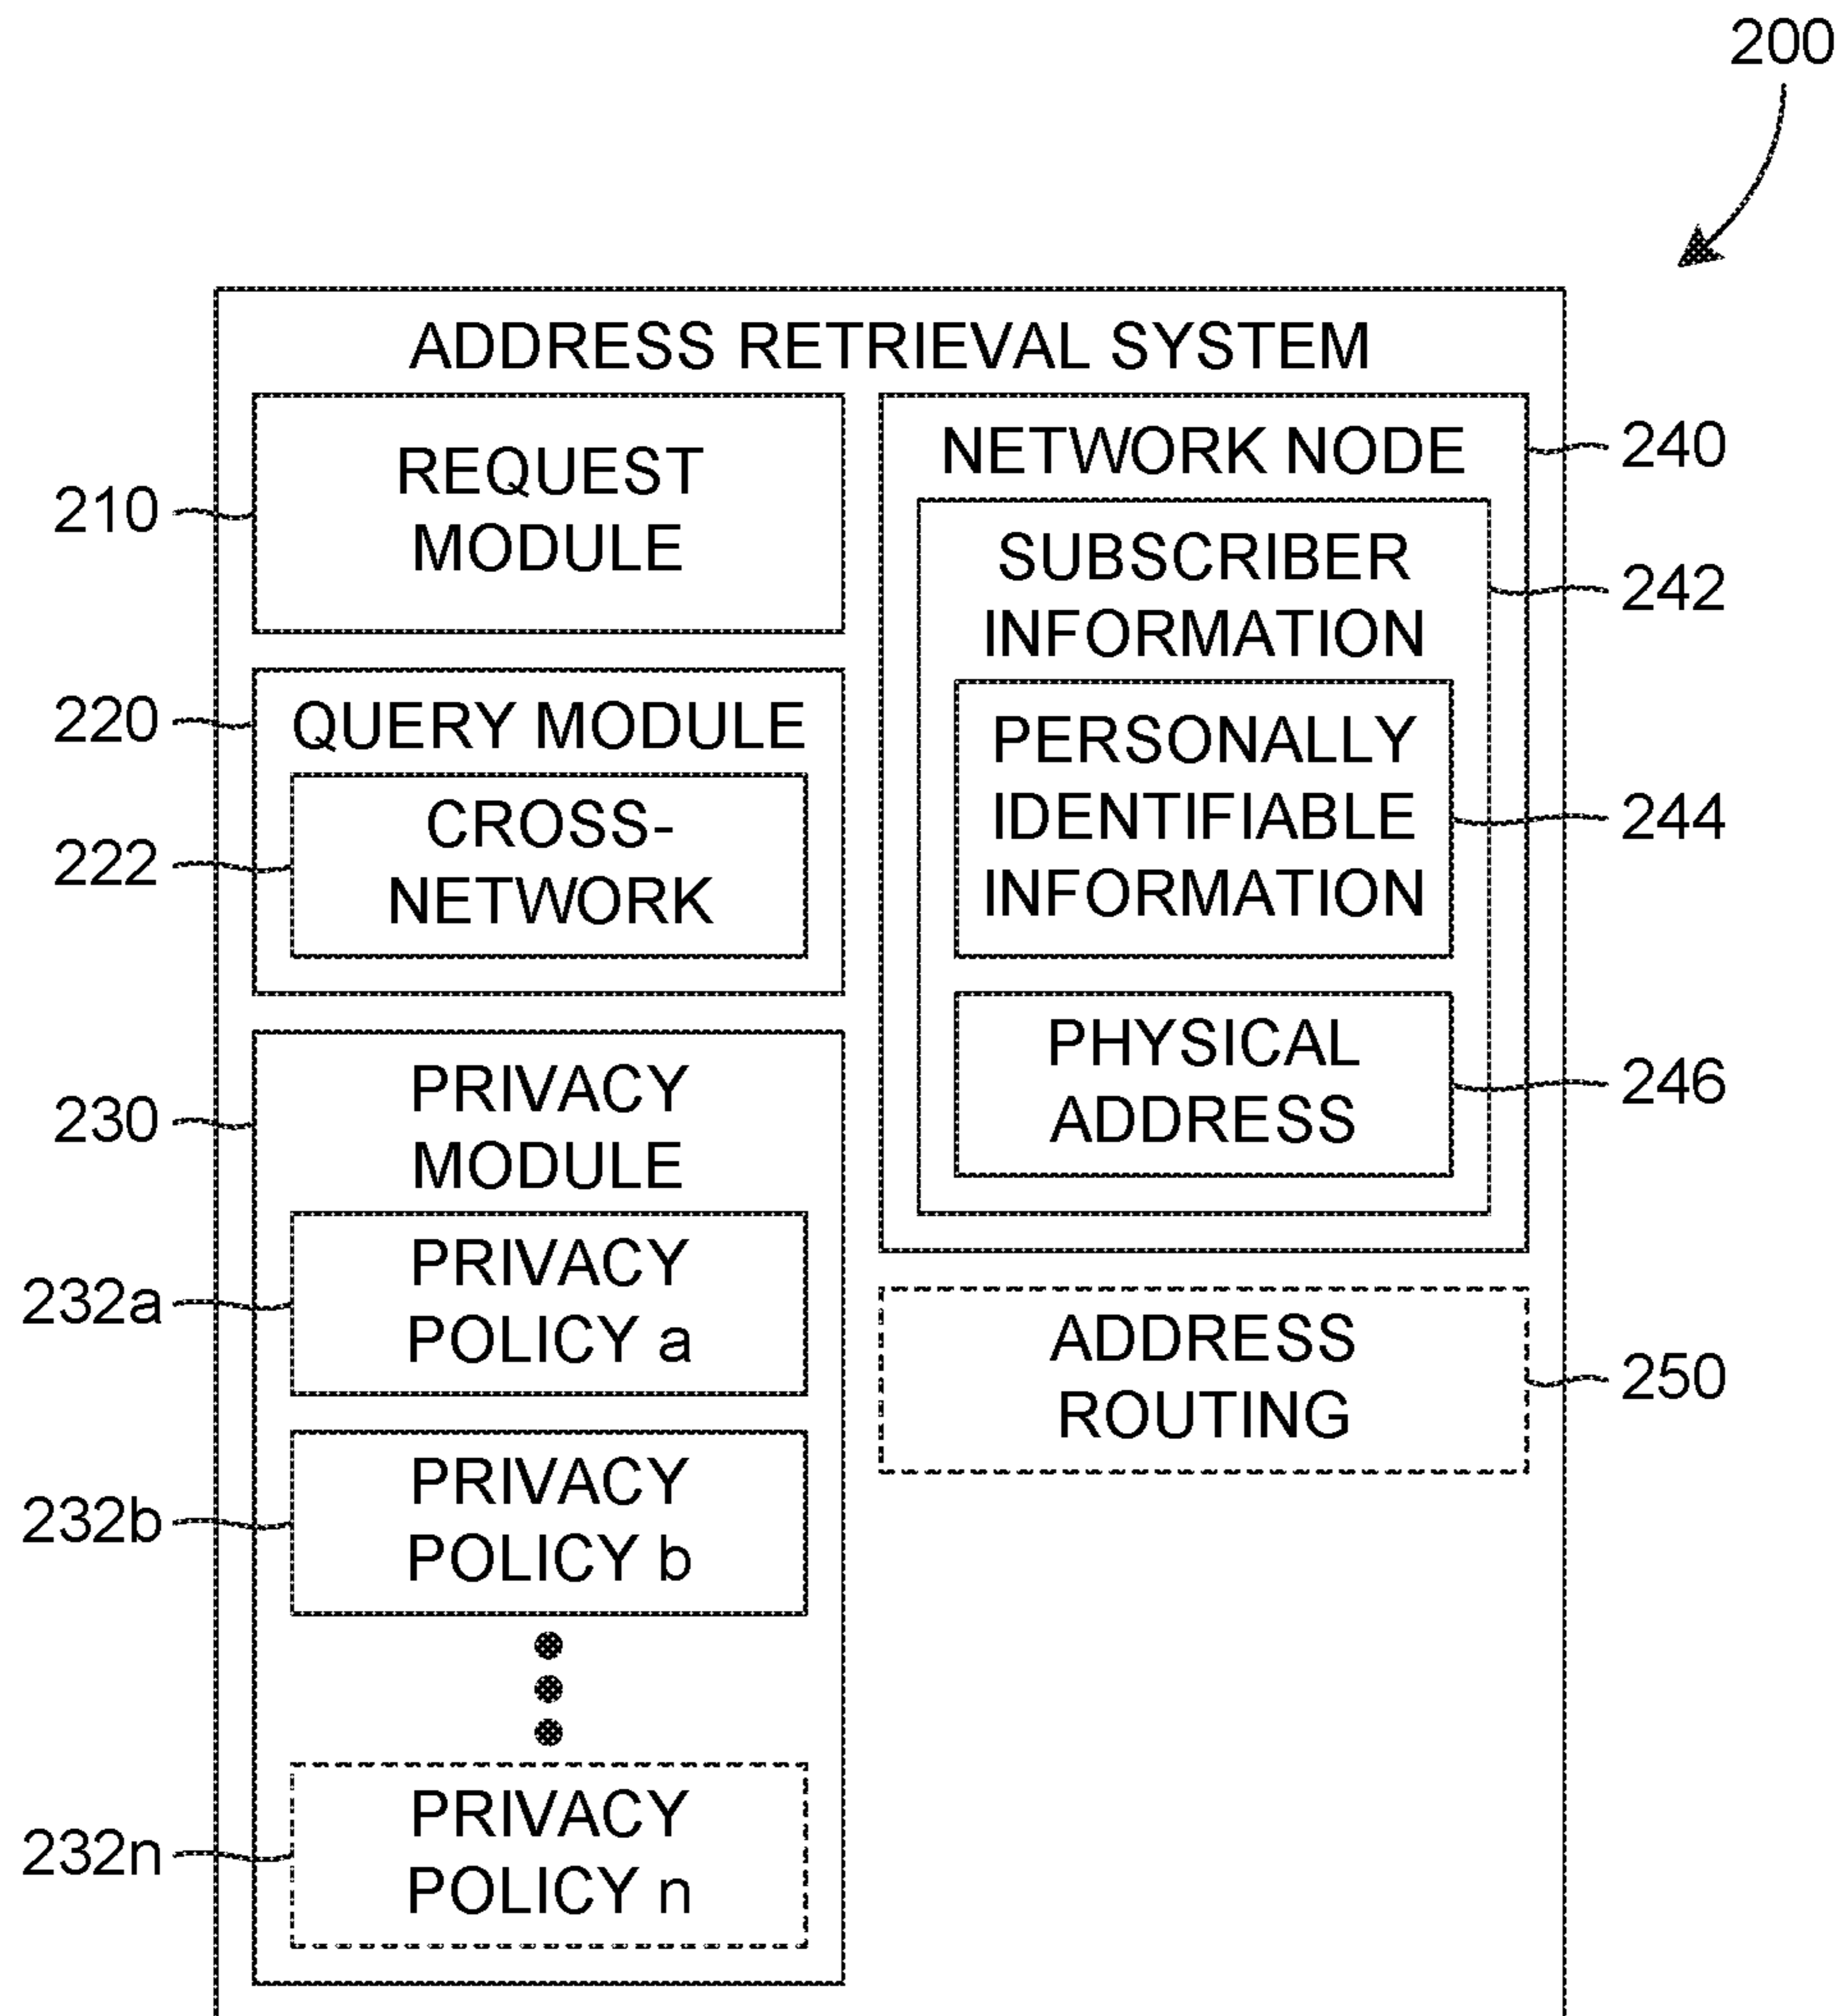 200
ADDRESS RETRIEVAL SYSTEM
210
REQUEST
MODULE
220
QUERY MODULE
222
CROSS-
NETWORK
230
PRIVACY
MODULE
232a
PRIVACY
POLICY a
232b
PRIVACY
POLICY b
232n
PRIVACY
POLICY n
NETWORK NODE
240
SUBSCRIBER
INFORMATION
242
PERSONALLY
IDENTIFIABLE
INFORMATION
244
PHYSICAL
ADDRESS
246
ADDRESS
ROUTING
250